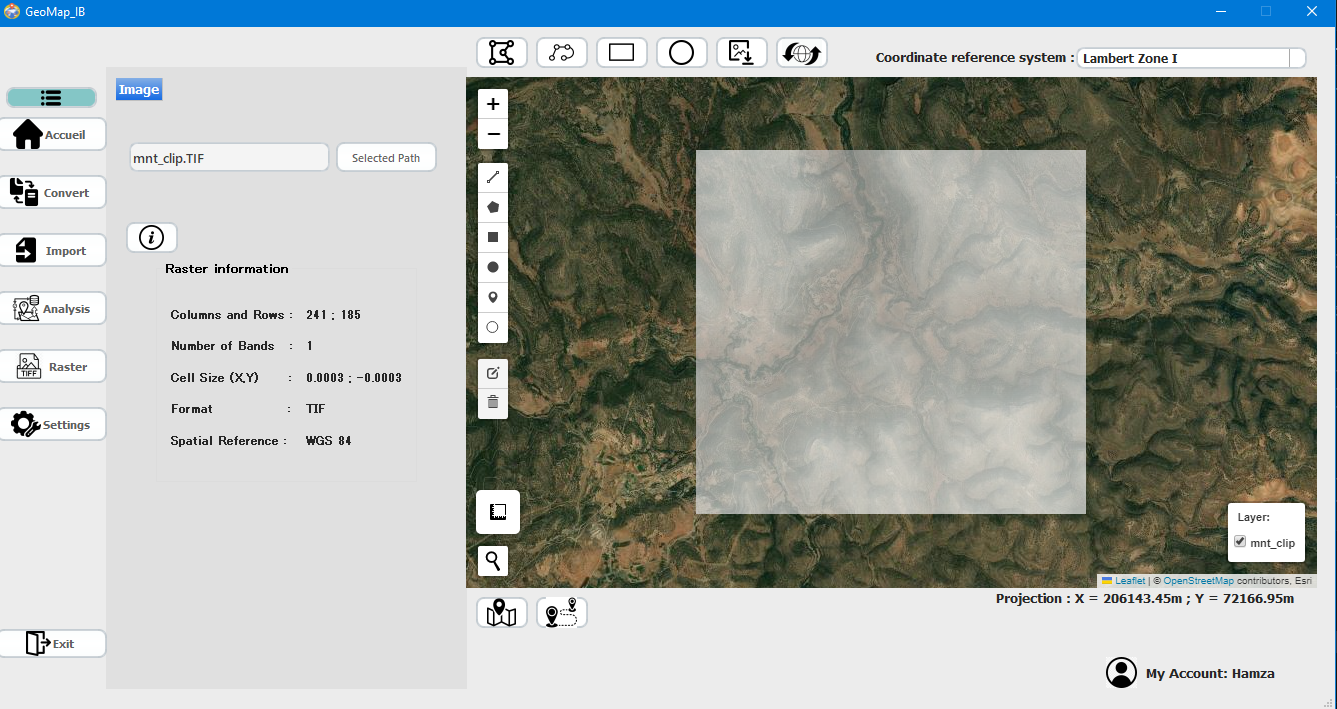 GeoMap_IB
Coordinate reference system : Lambert Zone I
Image
Accueil
mnt_clip.TIF Selected Path
Convert
Import
Raster information
Analysis
Columns and Rows : 241 ; 185
Number of Bands : 1
Raster
TIFF
Cell Size (X,Y) : 0.0003 ; -0.0003
Format : TIF
Settings
Spatial Reference : WGS 84
+
−
Layer:
mnt_clip
Leaflet | © OpenStreetMap contributors, Esri
Projection : X = 206143.45m ; Y = 72166.95m
Exit
My Account: Hamza